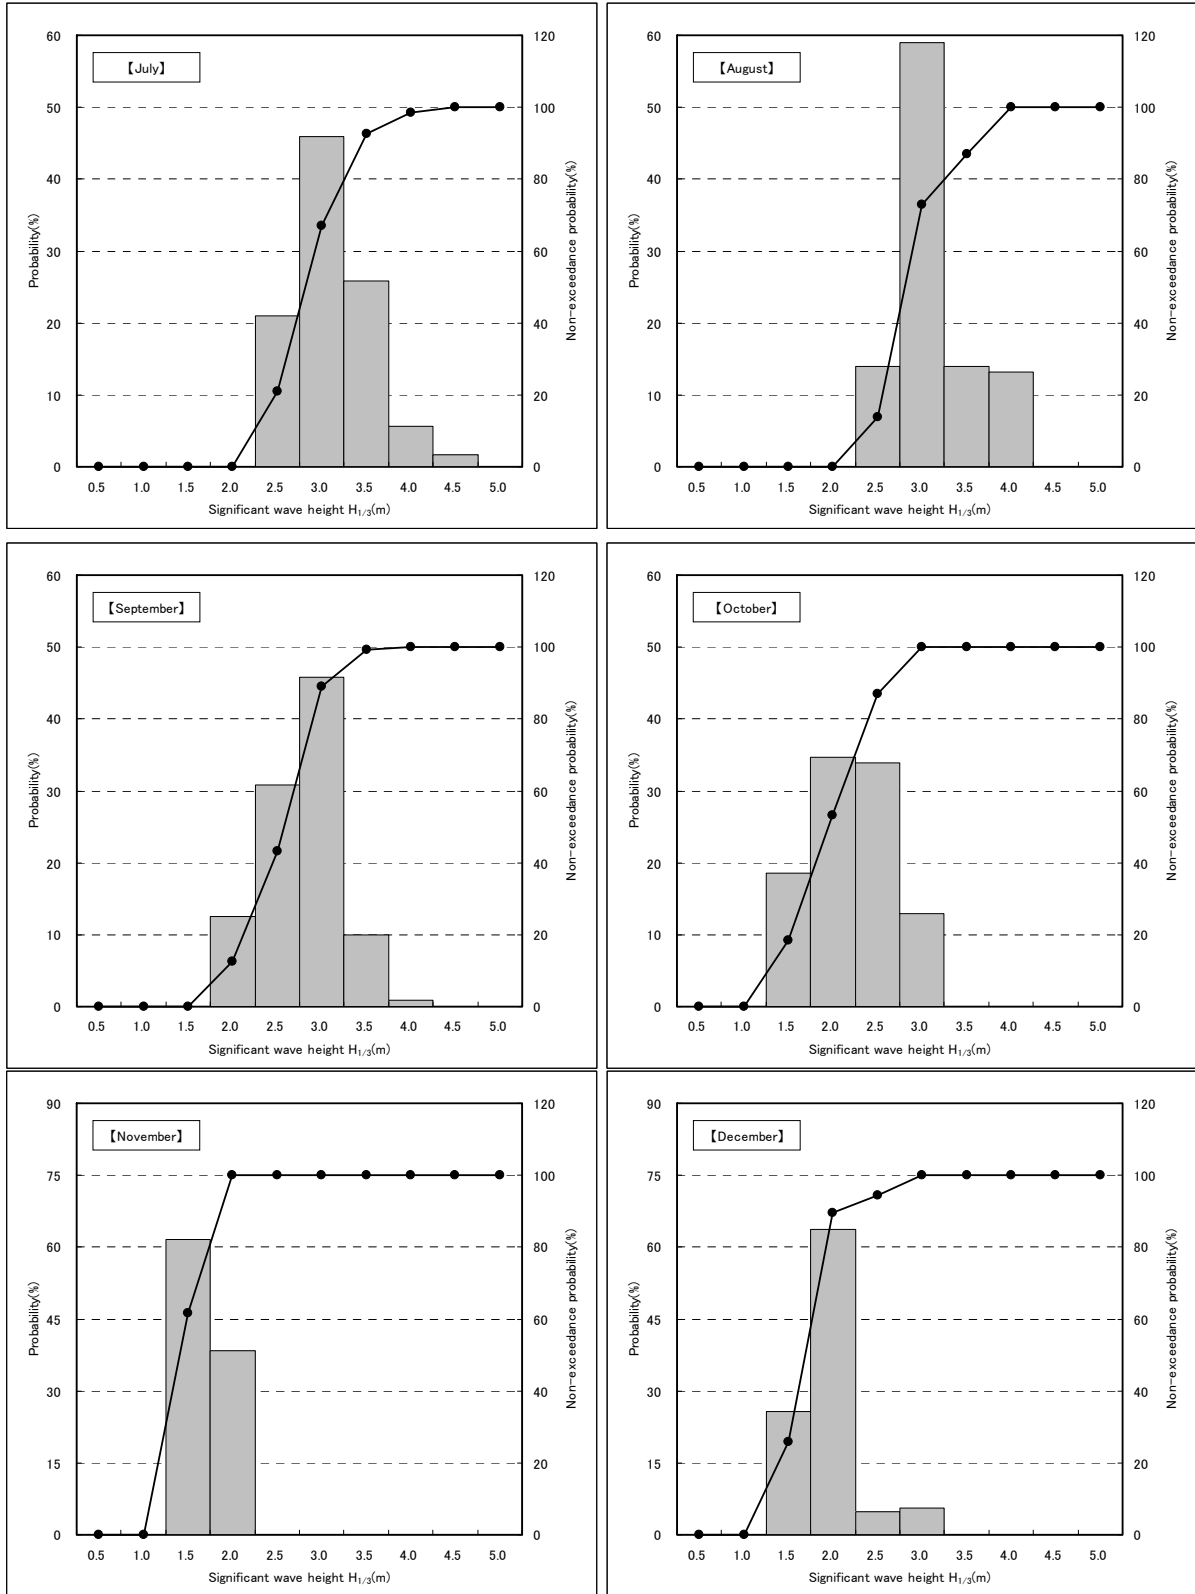 60
50
40
30
20
10
0
120
100
80
60
40
20
0
【July】
Probability(%)
Non-exceedance probability(%)
0.5 1.0 1.5 2.0 2.5 3.0 3.5 4.0 4.5 5.0
Significant wave height H1/3(m)
60
50
40
30
20
10
0
120
100
80
60
40
20
0
【August】
Probability(%)
Non-exceedance probability(%)
0.5 1.0 1.5 2.0 2.5 3.0 3.5 4.0 4.5 5.0
Significant wave height H1/3(m)
60
50
40
30
20
10
0
120
100
80
60
40
20
0
【September】
Probability(%)
Non-exceedance probability(%)
0.5 1.0 1.5 2.0 2.5 3.0 3.5 4.0 4.5 5.0
Significant wave height H1/3(m)
60
50
40
30
20
10
0
120
100
80
60
40
20
0
【October】
Probability(%)
Non-exceedance probability(%)
0.5 1.0 1.5 2.0 2.5 3.0 3.5 4.0 4.5 5.0
Significant wave height H1/3(m)
90
75
60
45
30
15
0
120
100
80
60
40
20
0
【November】
Probability(%)
Non-exceedance probability(%)
0.5 1.0 1.5 2.0 2.5 3.0 3.5 4.0 4.5 5.0
Significant wave height H1/3(m)
90
75
60
45
30
15
0
120
100
80
60
40
20
0
【December】
Probability(%)
Non-exceedance probability(%)
0.5 1.0 1.5 2.0 2.5 3.0 3.5 4.0 4.5 5.0
Significant wave height H1/3(m)